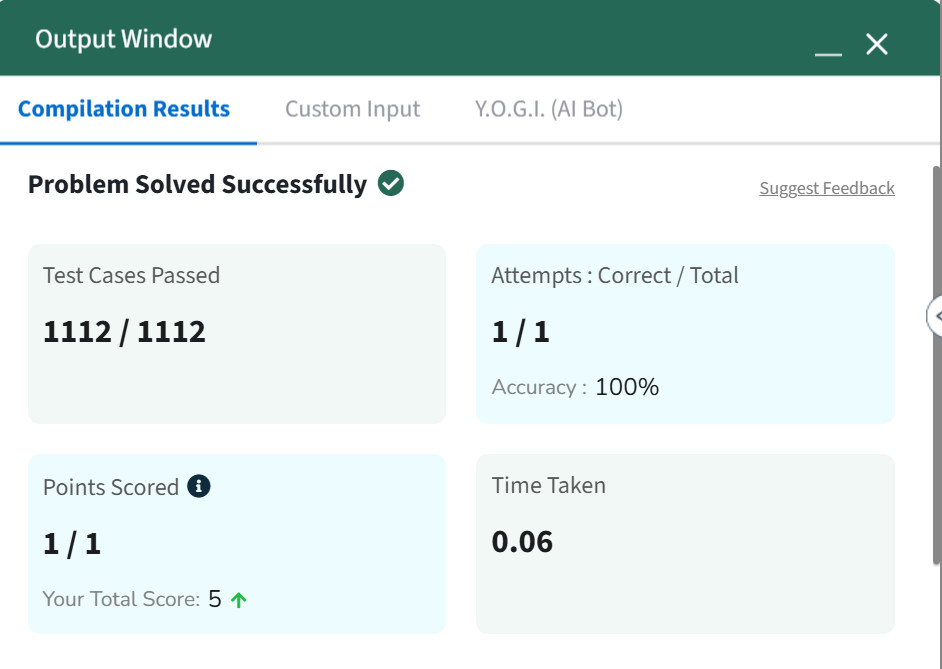 Output Window
Compilation Results
Custom Input
Y.O.G.I. (AI Bot)
Problem Solved Successfully
Suggest Feedback
Test Cases Passed
1112 / 1112
Attempts : Correct / Total
1 / 1
Accuracy : 100%
Points Scored
1 / 1
Your Total Score: 5
Time Taken
0.06